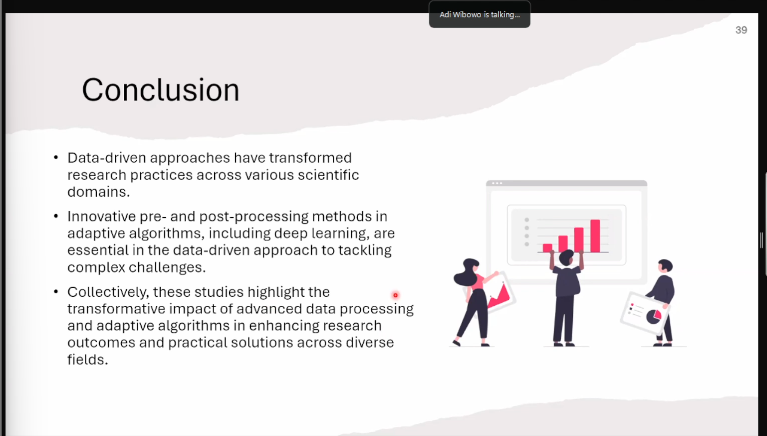 Adi Wibowo is talking...
39
Conclusion
• Data-driven approaches have transformed
research practices across various scientific
domains.
• Innovative pre- and post-processing methods in
adaptive algorithms, including deep learning, are
essential in the data-driven approach to tackling
complex challenges.
• Collectively, these studies highlight the
transformative impact of advanced data processing
and adaptive algorithms in enhancing research
outcomes and practical solutions across diverse
fields.